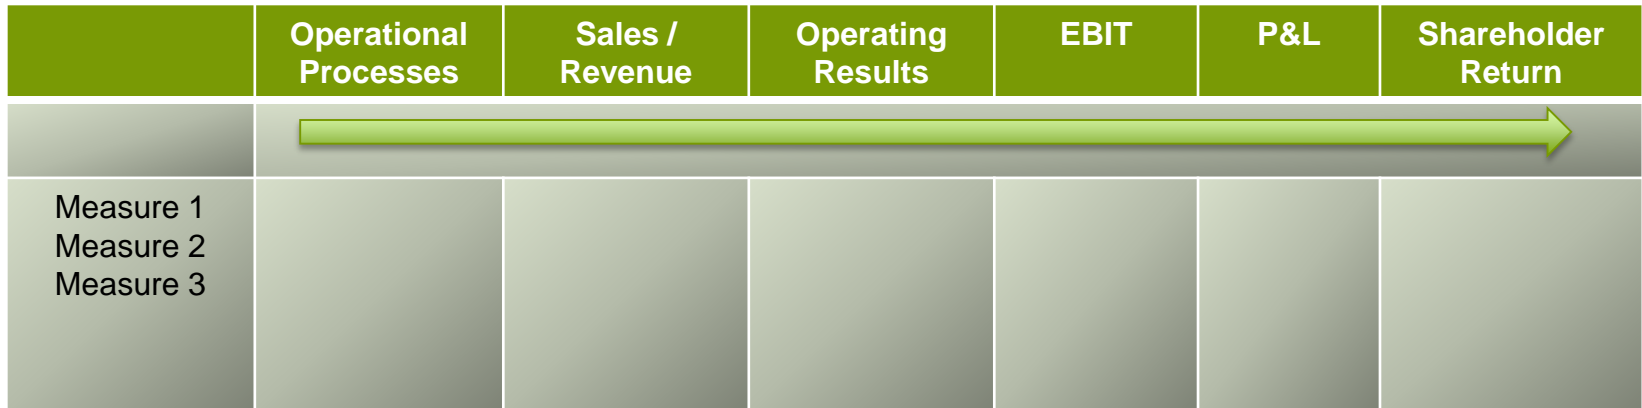 Operational
Processes
Sales /
Revenue
Operating
Results
EBIT
P&L
Shareholder
Return
Measure 1
Measure 2
Measure 3